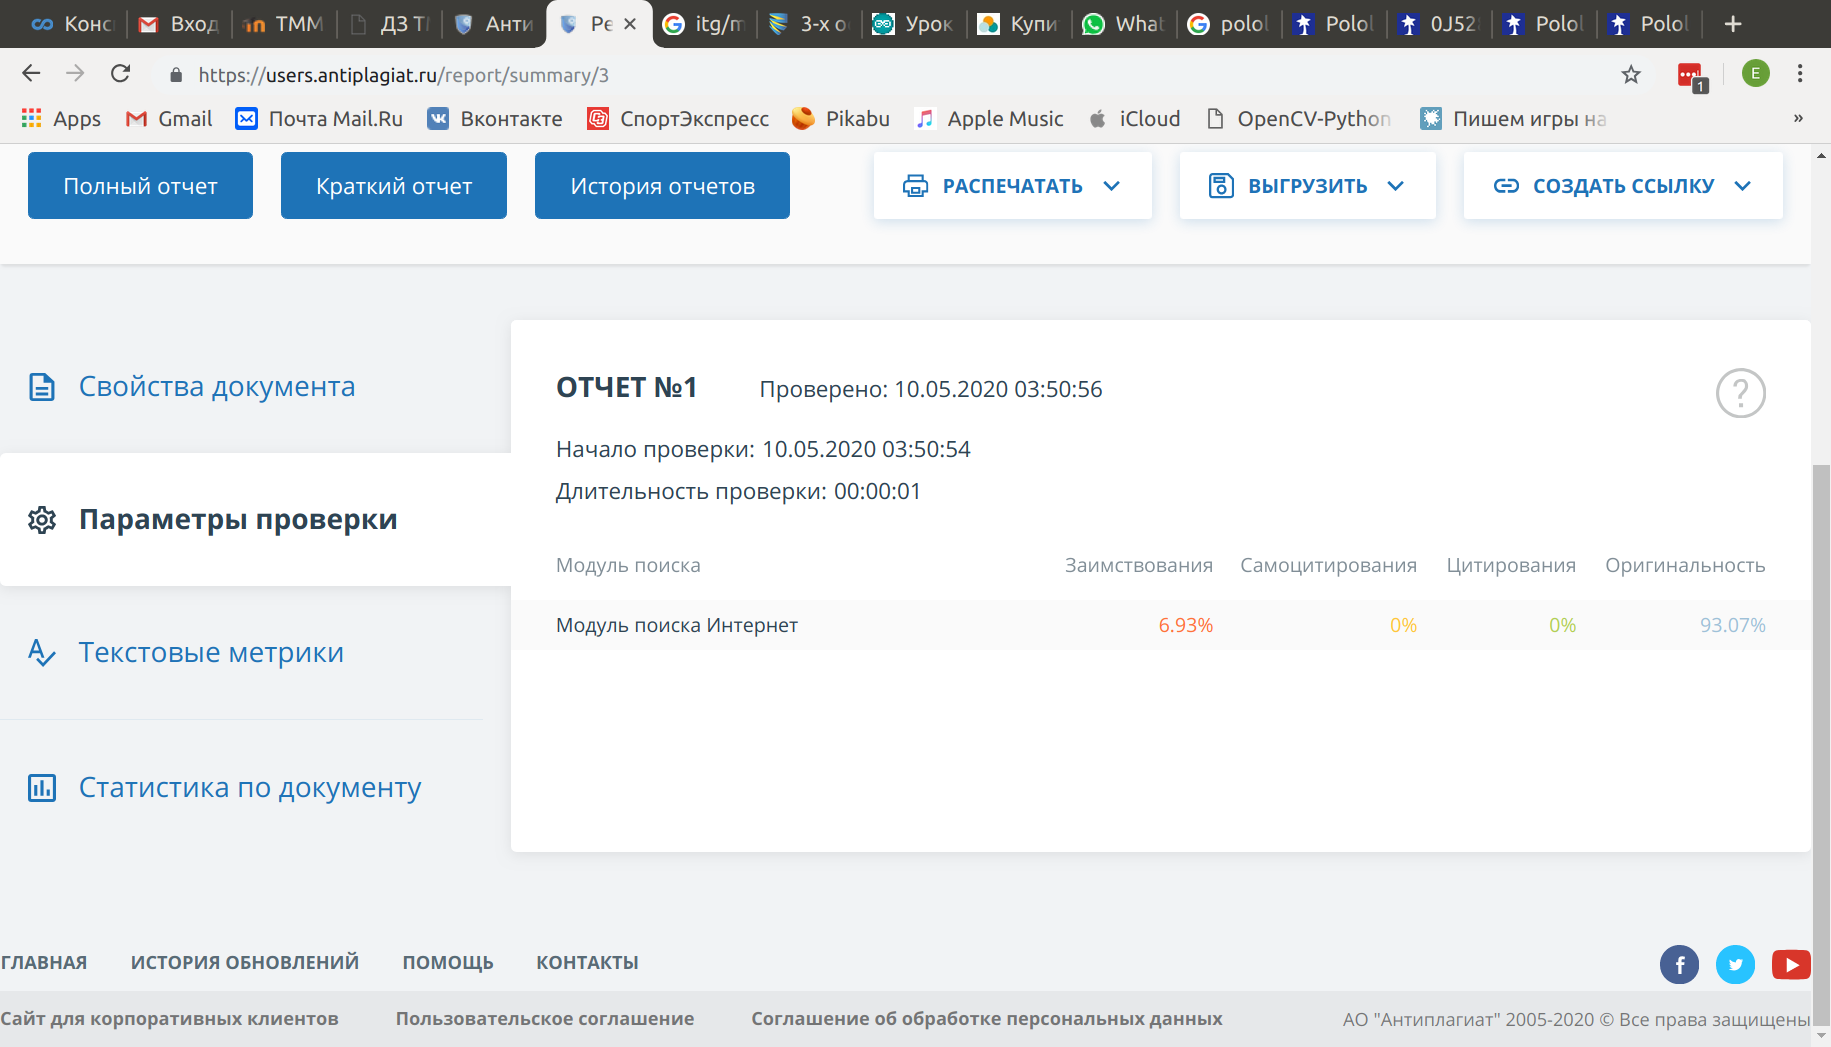 Конс Вход ТММ ДЗ Т Анти Ре itg/m 3-х о Урок Купи What polol Polol 0J52 Polol Polol
https://users.antiplagiat.ru/report/summary/3 1 E
Apps Gmail Почта Mail.Ru Вконтакте СпортЭкспресс Pikabu Apple Music iCloud OpenCV-Python Пишем игры на »
Полный отчет Краткий отчет История отчетов РАСПЕЧАТАТЬ ВЫГРУЗИТЬ СОЗДАТЬ ССЫЛКУ
Свойства документа
Параметры проверки
Текстовые метрики
Статистика по документу
ОТЧЕТ №1 Проверено: 10.05.2020 03:50:56 ?
Начало проверки: 10.05.2020 03:50:54
Длительность проверки: 00:00:01
Модуль поиска Заимствования Самоцитирования Цитирования Оригинальность
Модуль поиска Интернет 6.93% 0% 0% 93.07%
ГЛАВНАЯ ИСТОРИЯ ОБНОВЛЕНИЙ ПОМОЩЬ КОНТАКТЫ
Сайт для корпоративных клиентов Пользовательское соглашение Соглашение об обработке персональных данных АО "Антиплагиат" 2005-2020 © Все права защищены